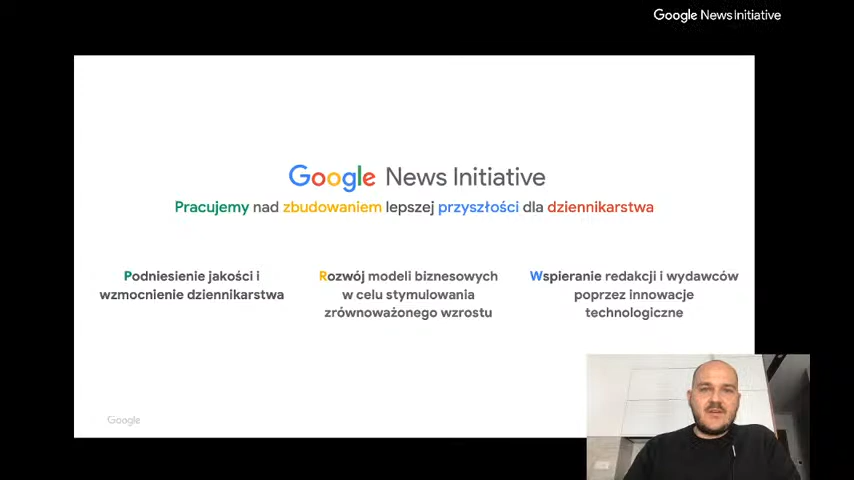 Google News Initiative
Google News Initiative
Pracujemy nad zbudowaniem lepszej przyszłości dla dziennikarstwa
Podniesienie jakości i
wzmocnienie dziennikarstwa
Rozwój modeli biznesowych
w celu stymulowania
zrównoważonego wzrostu
Wspieranie redakcji i wydawców
poprzez innowacje
technologiczne
Google